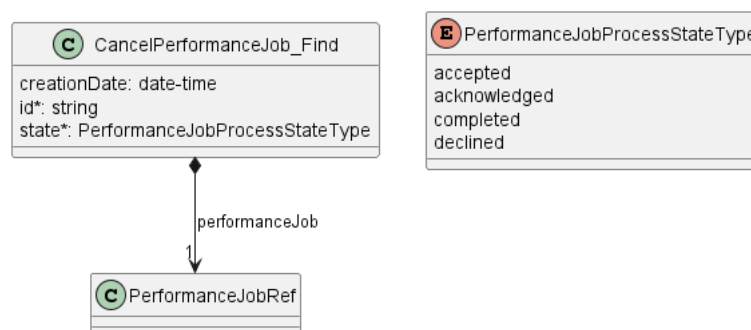 C CancelPerformanceJob_Find
creationDate: date-time
id*: string
state*: PerformanceJobProcessStateType
E PerformanceJobProcessStateType
accepted
acknowledged
completed
declined
performanceJob
1
C PerformanceJobRef